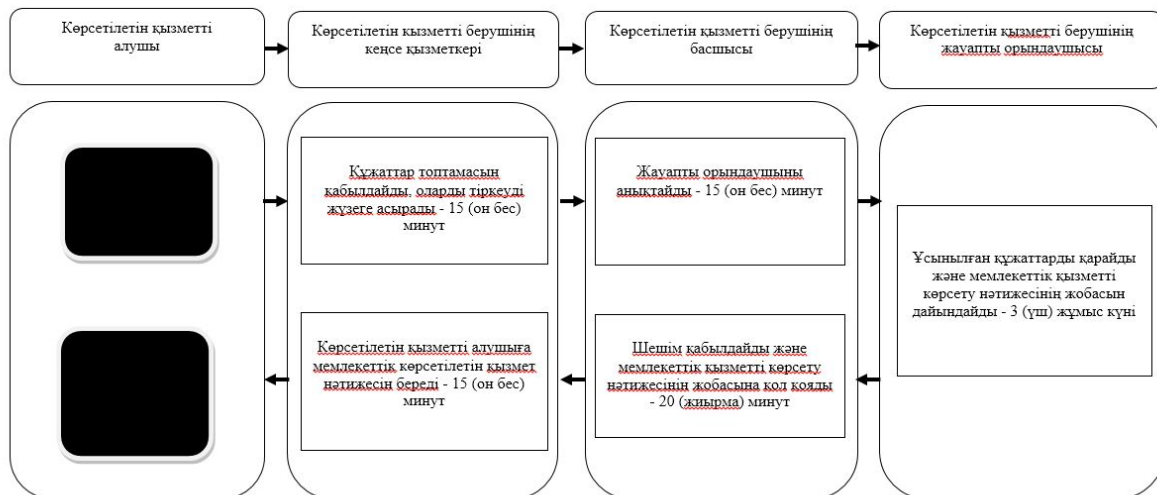 Көрсетілетін қызметті
алушы
Көрсетілетін қызметті берушінің
кеңсе қызметкері
Көрсетілетін қызметті берушінің
басшысы
Көрсетілетін қызметті берушінің
жауапты орындаушысы
Құжаттар топтамасын
қабылдайды, оларды тіркеуді
жүзеге асырады - 15 (он бес)
минут
Жауапты орындаушыны
анықтайды - 15 (он бес) минут
Ұсынылған құжаттарды қарайды
және мемлекеттік қызметті
көрсету нәтижесінің жобасын
дайындайды - 3 (үш) жұмыс күні
Көрсетілетін қызметті алушыға
мемлекеттік көрсетілетін қызмет
нәтижесін береді - 15 (он бес)
минут
Шешім қабылдайды және
мемлекеттік қызметті көрсету
нәтижесінің жобасына қол қояды
- 20 (жиырма) минут